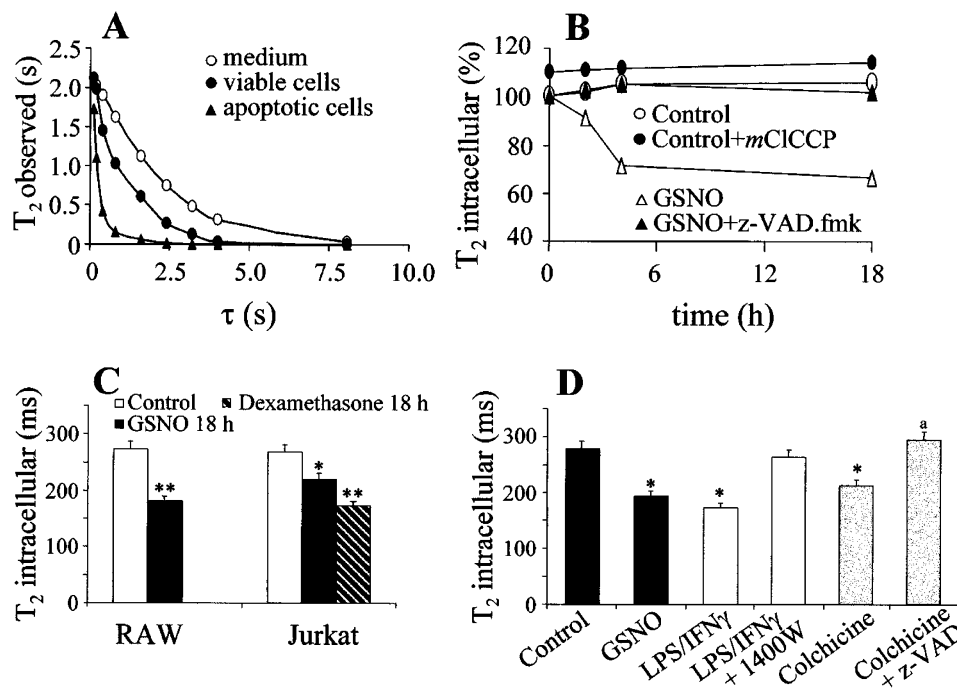 A
T₂ observed (s)
2.5
2.0
1.5
1.0
0.5
0
medium
viable cells
apoptotic cells
0 2.5 5.0 7.5 10.0
τ (s)
B
T₂ intracellular (%)
120
100
80
60
40
Control
Control+mClCCP
GSNO
GSNO+z-VAD.fmk
0 6 12 18
time (h)
C
T₂ intracellular (ms)
Control Dexamethasone 18 h
GSNO 18 h
300
200
100
0
**
*
**
RAW Jurkat
D
T₂ intracellular (ms)
300
200
100
0
*
*
*
a
Control
GSNO
LPS/IFNγ
LPS/IFNγ
+ 1400W
Colchicine
Colchicine
+ z-VAD